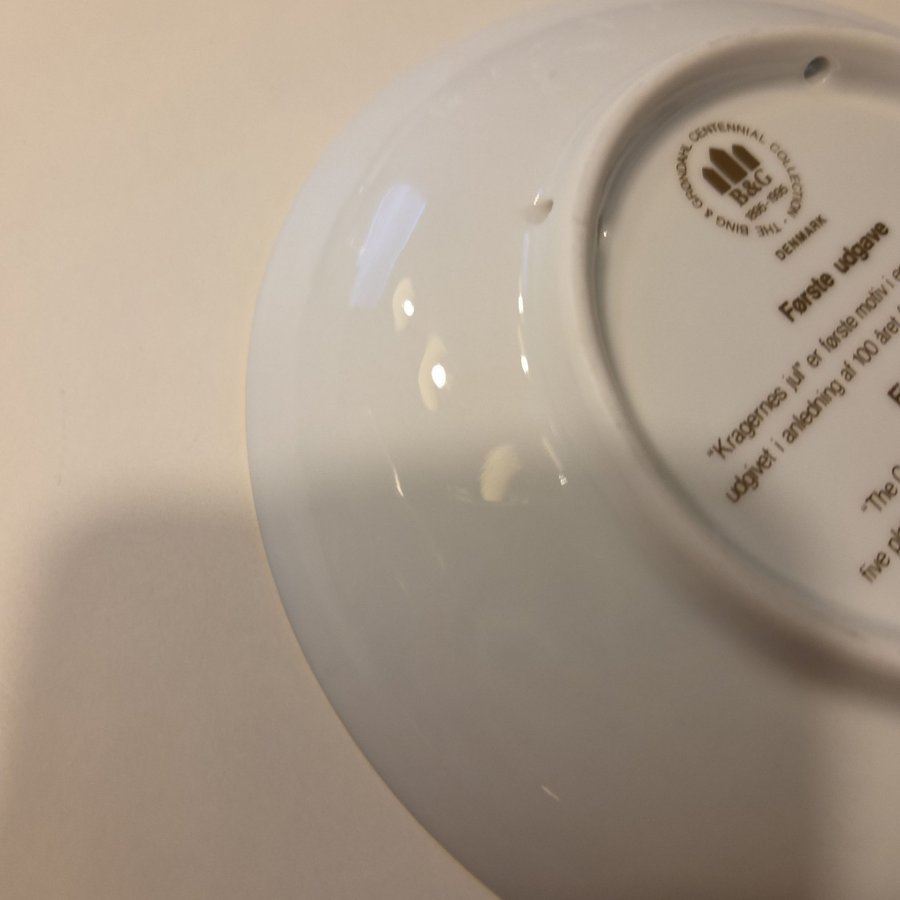 THE BING & GRØNDAHL CENTENNIAL COLLECTION
B&G
1895-1995
DENMARK
Første udgave
"Kragernes jul" er første motiv i e
udgivet i anledning af 100 året f
"The
five